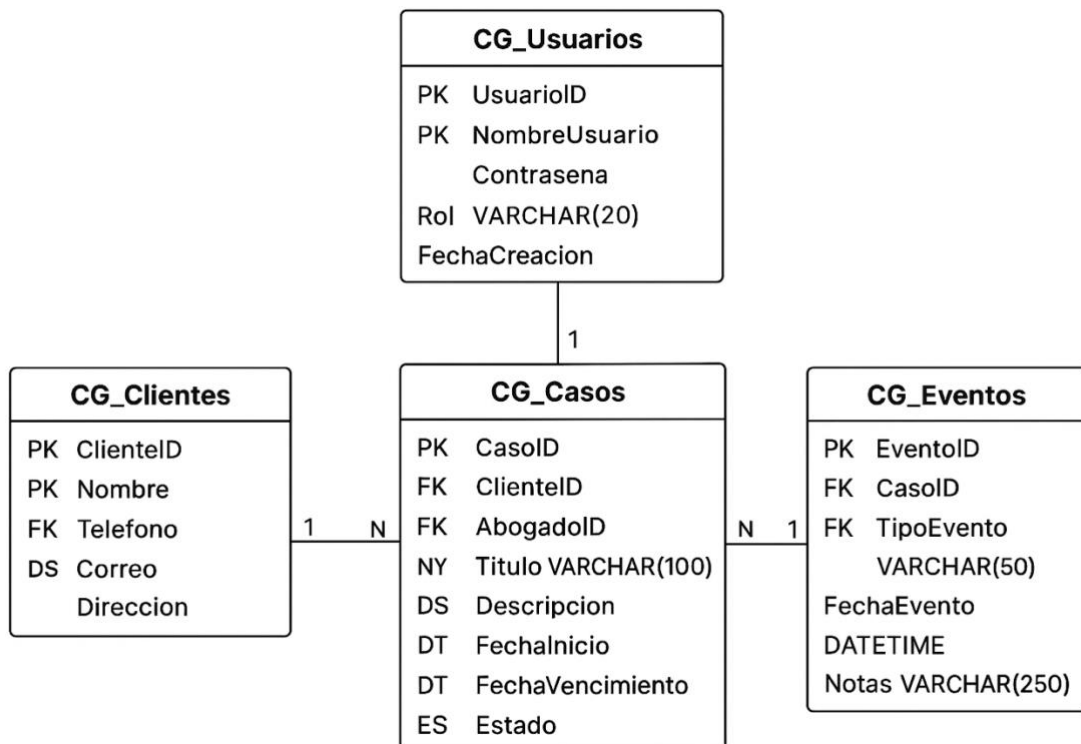 CG_Usuarios
PK UsuarioID
PK NombreUsuario
Contrasena
Rol VARCHAR(20)
FechaCreacion
1
CG_Clientes
PK ClienteID
PK Nombre
FK Telefono
DS Correo
Direccion
1 N
CG_Casos
PK CasoID
FK ClienteID
FK AbogadoID
NY Titulo VARCHAR(100)
DS Descripcion
DT FechaInicio
DT FechaVencimiento
ES Estado
N 1
CG_Eventos
PK EventoID
FK CasoID
FK TipoEvento
VARCHAR(50)
FechaEvento
DATETIME
Notas VARCHAR(250)